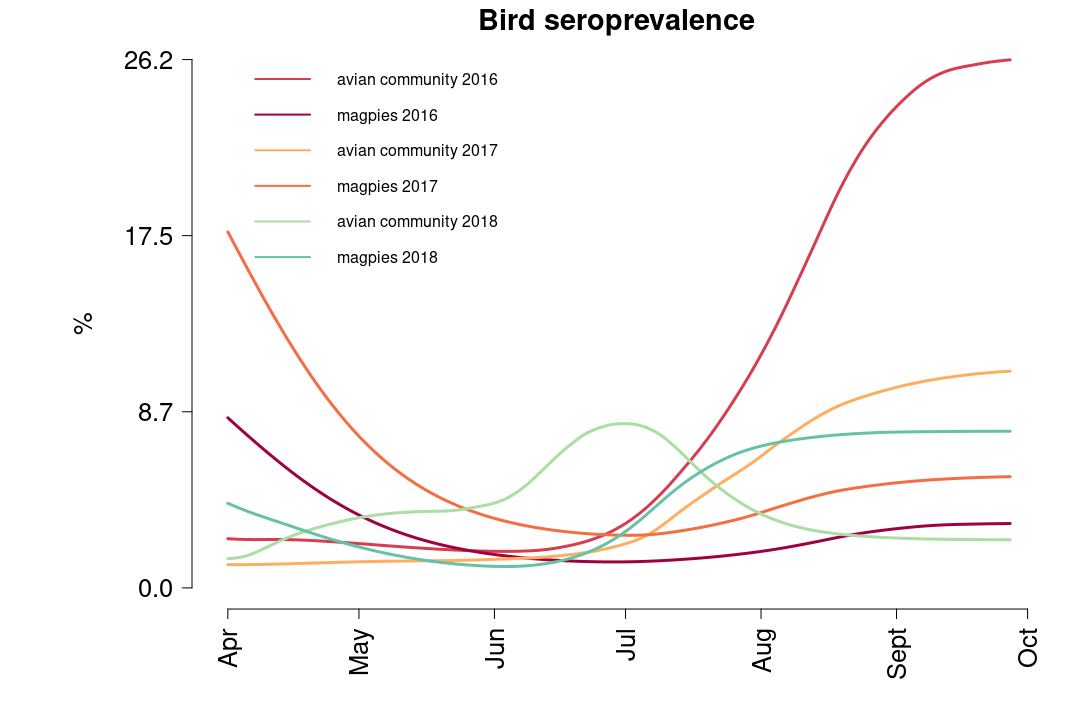 Bird seroprevalence
26.2
17.5
8.7
0.0
%
avian community 2016
magpies 2016
avian community 2017
magpies 2017
avian community 2018
magpies 2018
Apr
May
Jun
Jul
Aug
Sept
Oct